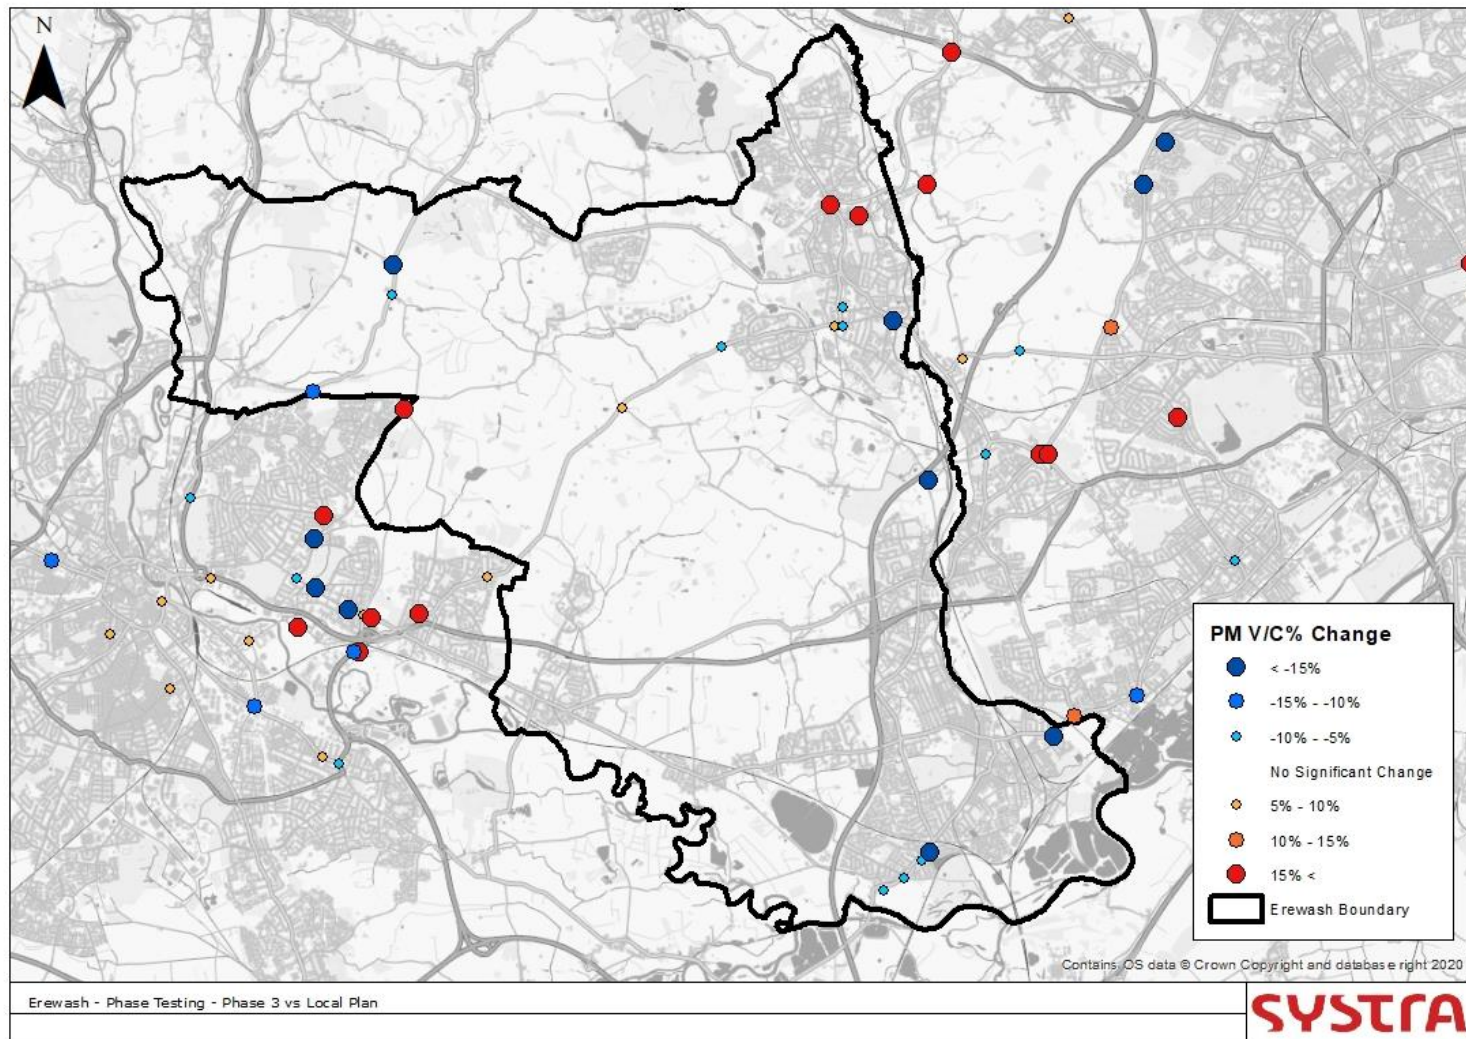 N
PM V/C% Change
< -15%
-15% - -10%
-10% - -5%
No Significant Change
5% - 10%
10% - 15%
15% <
Erewash Boundary
Contains OS data © Crown Copyright and database right 2020
Erewash - Phase Testing - Phase 3 vs Local Plan
SYSTRA